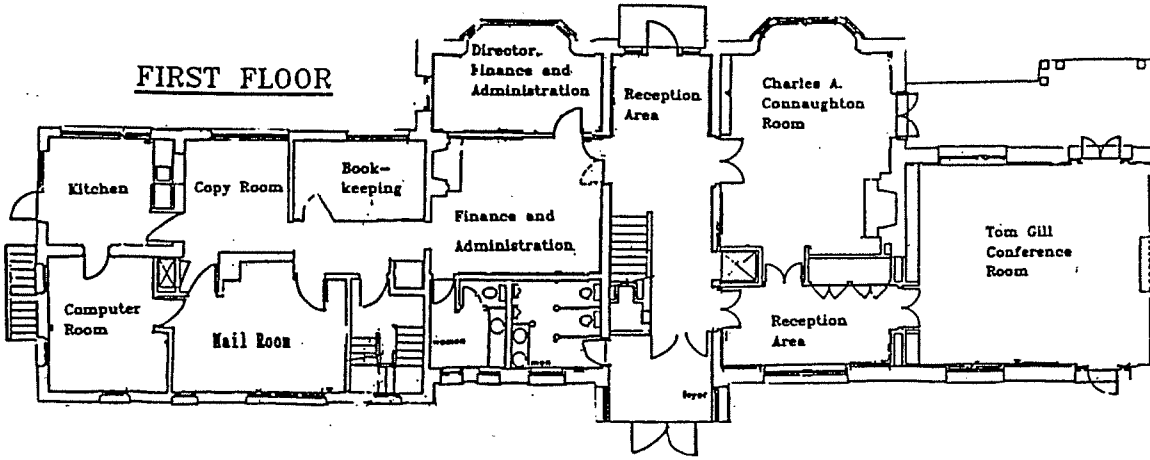 FIRST FLOOR
Director,
Finance and
Administration
Reception
Area
Charles A.
Connaughton
Room
Kitchen
Copy Room
Book-
keeping
Finance and
Administration
Tom Gill
Conference
Room
Computer
Room
Mail Room
women
men
Reception
Area
foyer